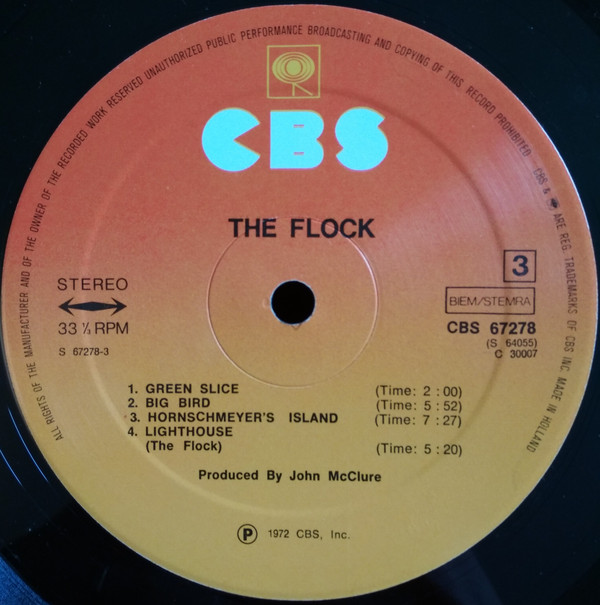 ALL RIGHTS OF THE MANUFACTURER AND OF THE OWNER OF THE RECORDED WORK RESERVED UNAUTHORIZED PUBLIC PERFORMANCE BROADCASTING AND COPYING OF THIS RECORD PROHIBITED - CBS & ARE REG. TRADEMARKS OF CBS INC. MADE IN HOLLAND
CBS
THE FLOCK
STEREO
33 ⅓ RPM
S 67278-3
3
BIEM/STEMRA
CBS 67278
(S 64055)
C 30007
1. GREEN SLICE (Time: 2 : 00)
2. BIG BIRD (Time: 5 : 52)
3. HORNSCHMEYER'S ISLAND (Time: 7 : 27)
4. LIGHTHOUSE
(The Flock) (Time: 5 : 20)
Produced By John McClure
Ⓟ 1972 CBS, Inc.